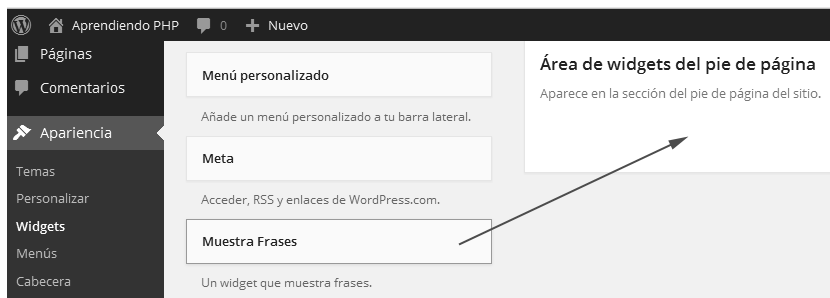 Aprendiendo PHP 0 Nuevo
Páginas
Comentarios
Apariencia
Temas
Personalizar
Widgets
Menús
Cabecera
Menú personalizado
Añade un menú personalizado a tu barra lateral.
Meta
Acceder, RSS y enlaces de WordPress.com.
Muestra Frases
Un widget que muestra frases.
Área de widgets del pie de página
Aparece en la sección del pie de página del sitio.